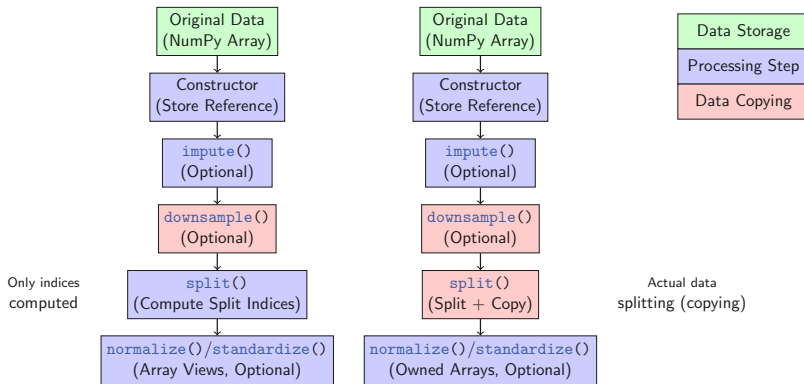 Original Data
(NumPy Array)
Constructor
(Store Reference)
impute()
(Optional)
downsample()
(Optional)
Only indices
computed
split()
(Compute Split Indices)
normalize()/standardize()
(Array Views, Optional)
Original Data
(NumPy Array)
Constructor
(Store Reference)
impute()
(Optional)
downsample()
(Optional)
split()
(Split + Copy)
Actual data
splitting (copying)
normalize()/standardize()
(Owned Arrays, Optional)
Data Storage
Processing Step
Data Copying